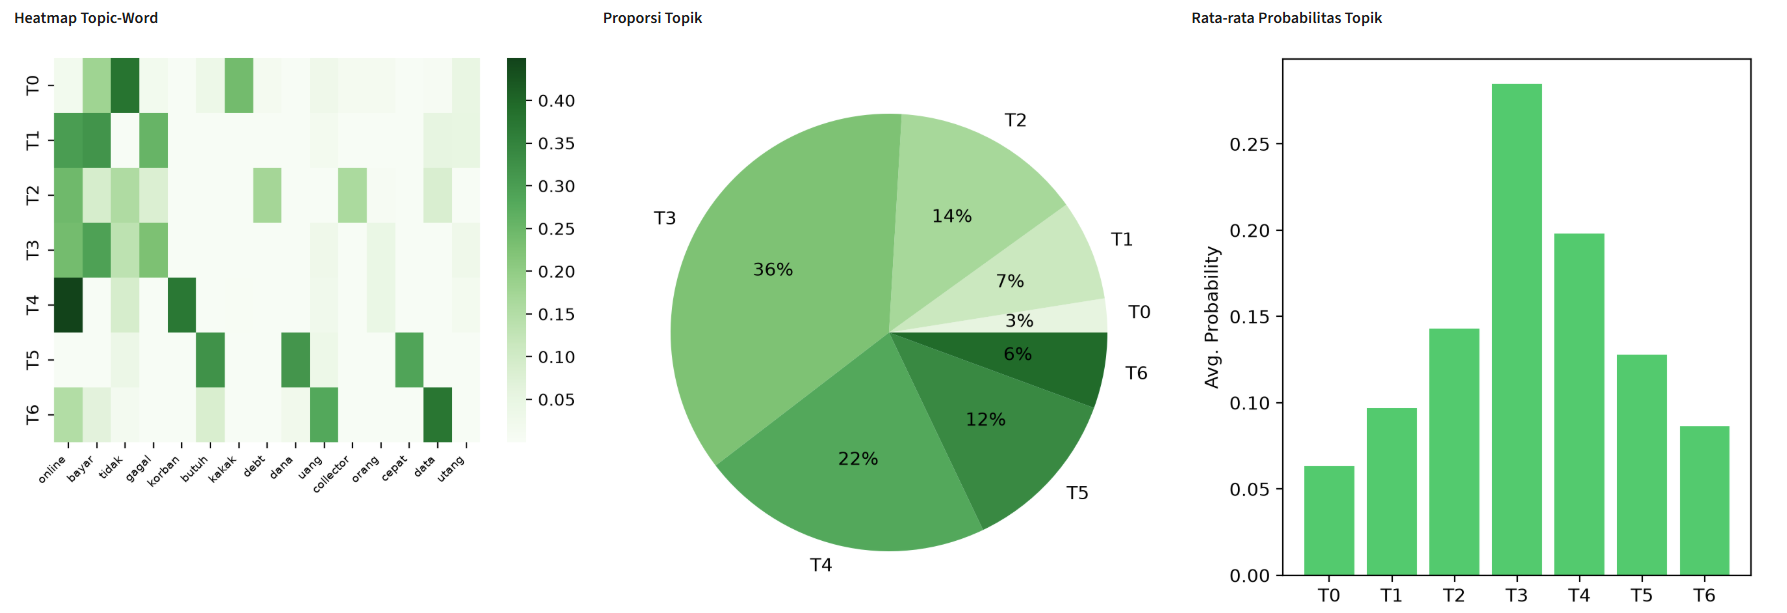 Heatmap Topic-Word
T0
T1
T2
T3
T4
T5
T6
online
bayar
tidak
gagal
korban
butuh
kakak
debt
dana
uang
collector
orang
cepat
data
utang
0.40
0.35
0.30
0.25
0.20
0.15
0.10
0.05
Proporsi Topik
T2
T3
14%
T1
36%
7%
T0
3%
6%
T6
12%
22%
T5
T4
Rata-rata Probabilitas Topik
Avg. Probability
0.25
0.20
0.15
0.10
0.05
0.00
T0 T1 T2 T3 T4 T5 T6